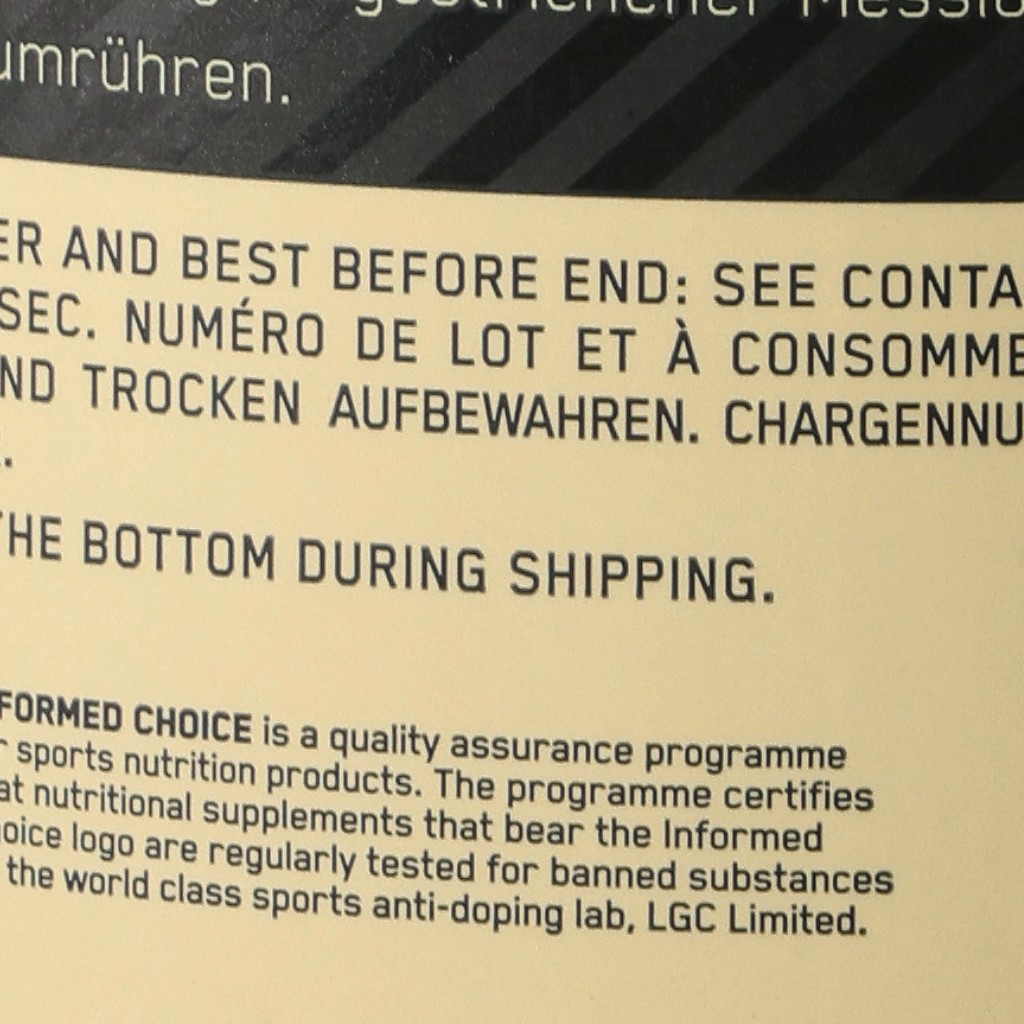 umrühren.
ER AND BEST BEFORE END: SEE CONTA
SEC. NUMÉRO DE LOT ET À CONSOMME
ND TROCKEN AUFBEWAHREN. CHARGENNU
.
THE BOTTOM DURING SHIPPING.
FORMED CHOICE is a quality assurance programme
r sports nutrition products. The programme certifies
at nutritional supplements that bear the Informed
oice logo are regularly tested for banned substances
the world class sports anti-doping lab, LGC Limited.